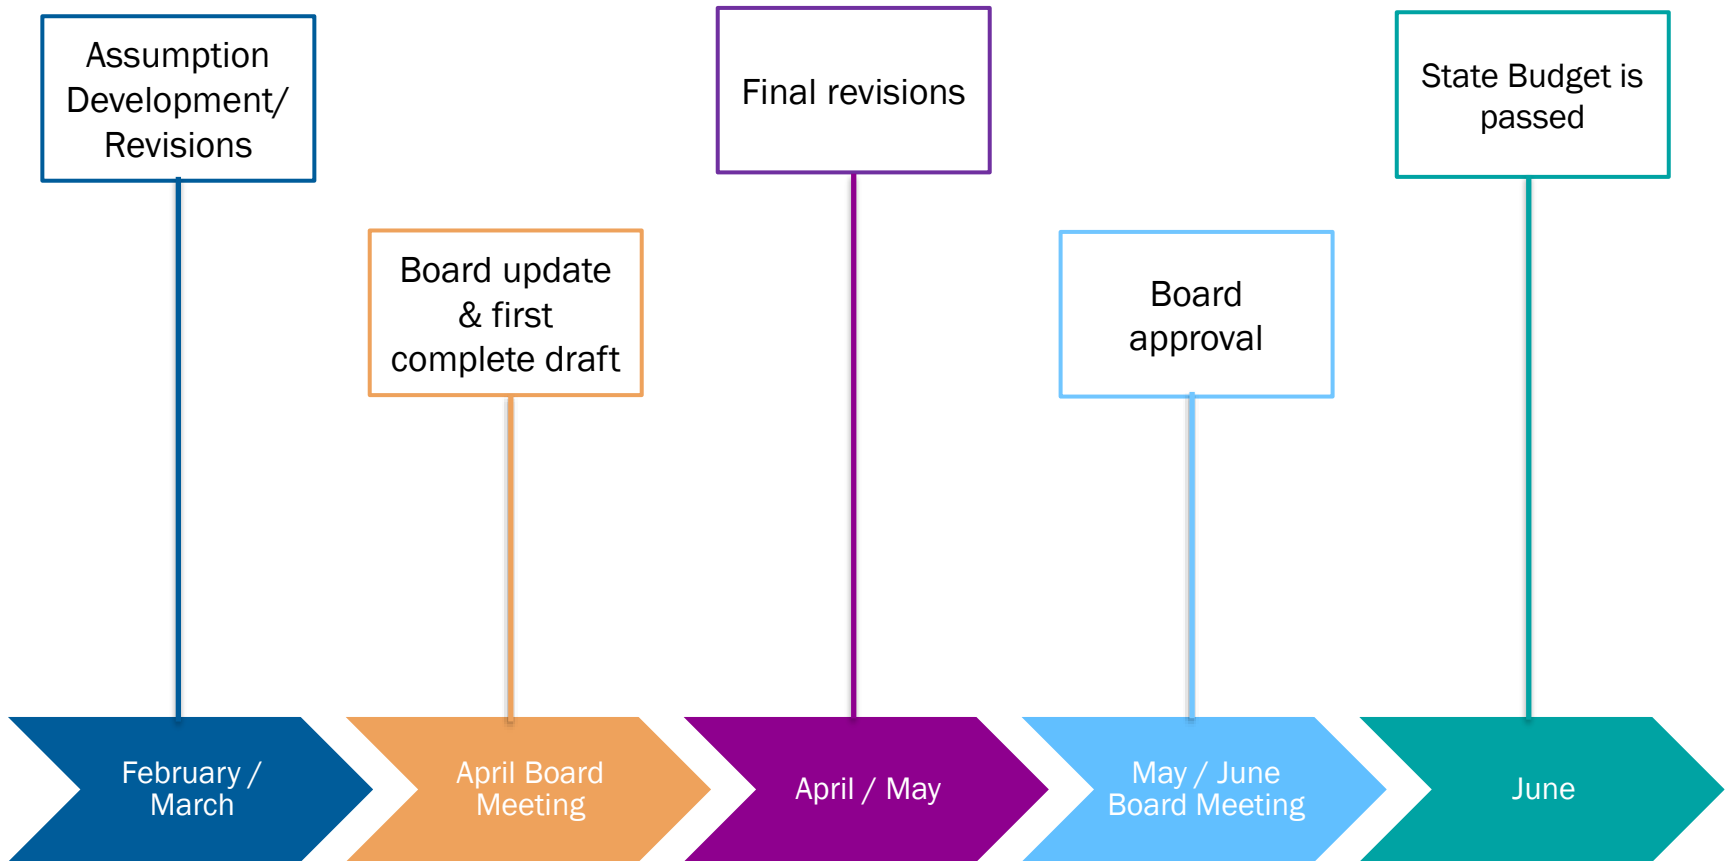 Assumption
Development/
Revisions
Board update
& first
complete draft
Final revisions
Board
approval
State Budget is
passed
February /
March
April Board
Meeting
April / May
May / June
Board Meeting
June